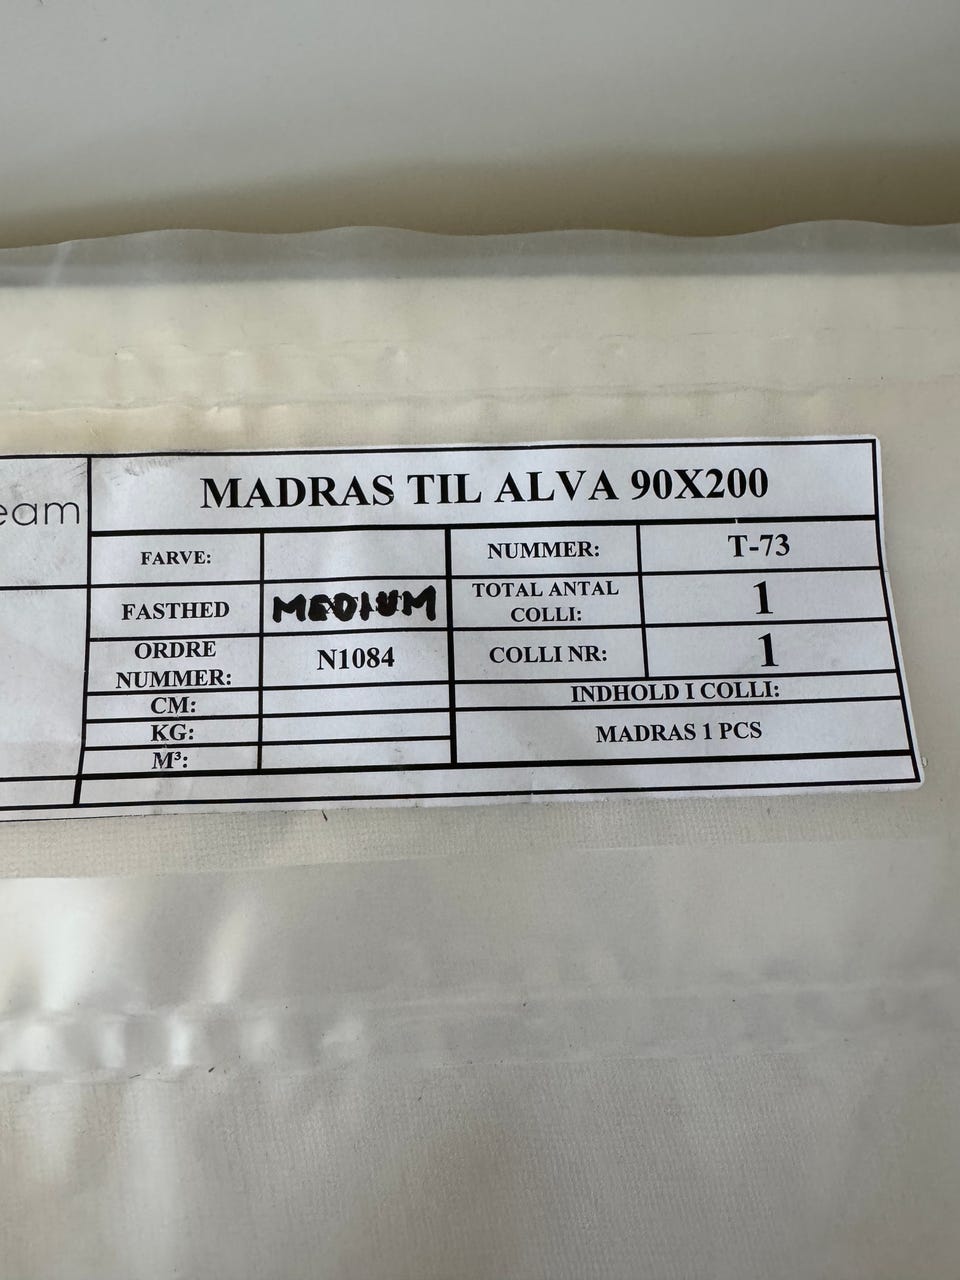 eam
MADRAS TIL ALVA 90X200
FARVE:
NUMMER: T-73
FASTHED MEDIUM
TOTAL ANTAL
COLLI: 1
ORDRE
NUMMER: N1084
COLLI NR: 1
CM:
INDHOLD I COLLI:
KG:
MADRAS 1 PCS
M³: